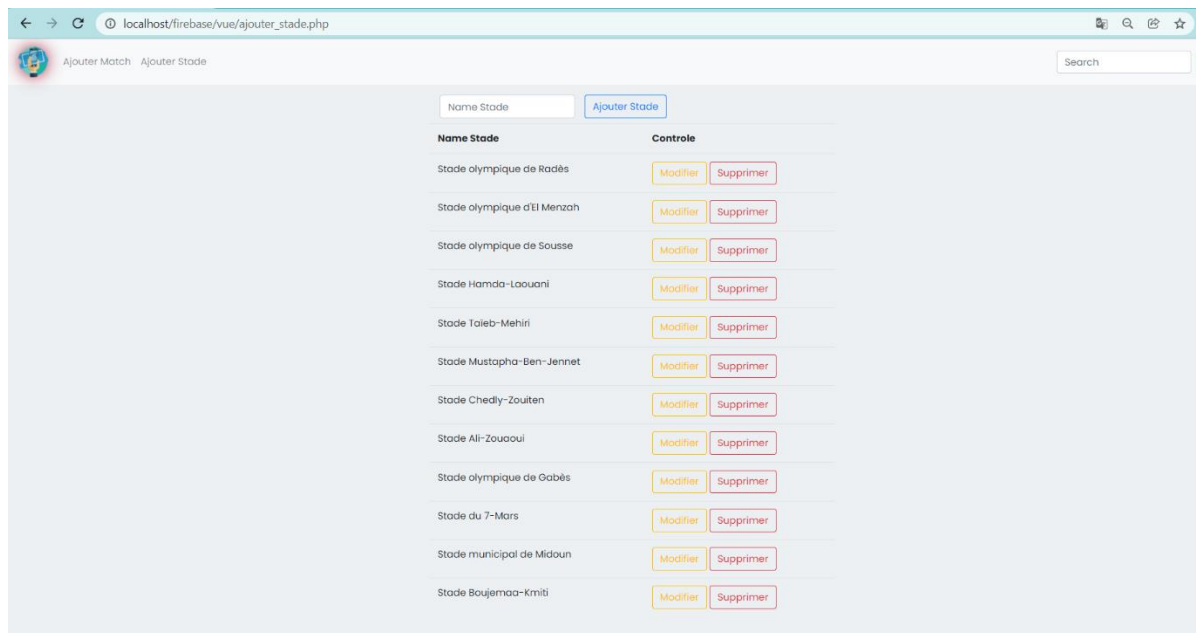 localhost/firebase/vue/ajouter_stade.php
Ajouter Match Ajouter Stade Search
Name Stade Ajouter Stade
Name Stade Controle
Stade olympique de Radès Modifier Supprimer
Stade olympique d'El Menzah Modifier Supprimer
Stade olympique de Sousse Modifier Supprimer
Stade Hamda-Laouani Modifier Supprimer
Stade Taïeb-Mehiri Modifier Supprimer
Stade Mustapha-Ben-Jennet Modifier Supprimer
Stade Chedly-Zouiten Modifier Supprimer
Stade Ali-Zouaoui Modifier Supprimer
Stade olympique de Gabès Modifier Supprimer
Stade du 7-Mars Modifier Supprimer
Stade municipal de Midoun Modifier Supprimer
Stade Boujemaa-Kmiti Modifier Supprimer